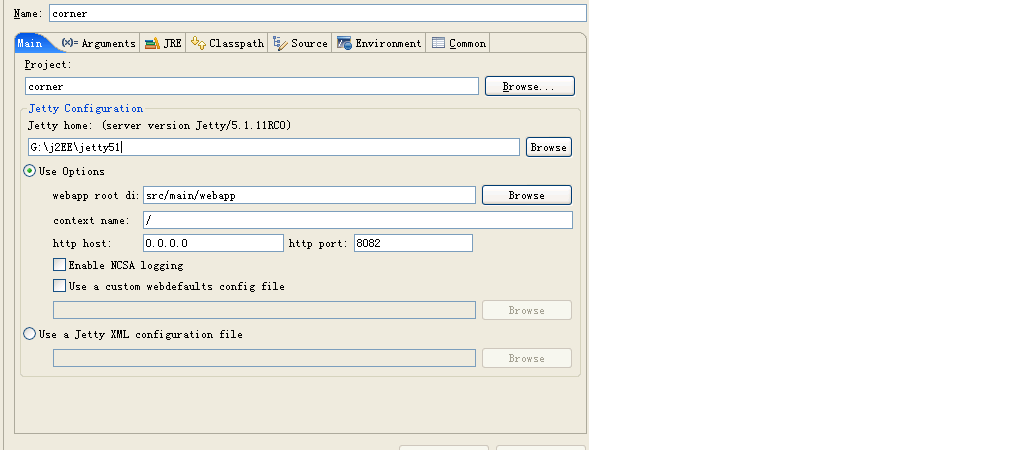 Name: corner
Main (x)= Arguments JRE Classpath Source Environment Common
Project:
corner Browse...
Jetty Configuration
Jetty home: (server version Jetty/5.1.11RC0)
G:\j2EE\jetty51 Browse
Use Options
webapp root di: src/main/webapp Browse
context name: /
http host: 0.0.0.0 http port: 8082
Enable NCSA logging
Use a custom webdefaults config file
Browse
Use a Jetty XML configuration file
Browse